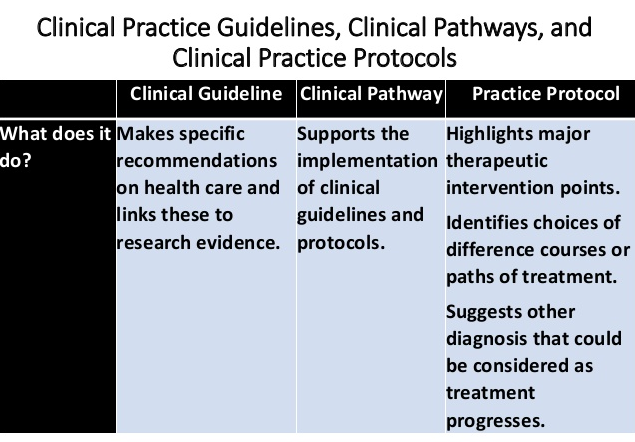 Clinical Practice Guidelines, Clinical Pathways, and
Clinical Practice Protocols
Clinical Guideline
Clinical Pathway
Practice Protocol
What does it
do?
Makes specific
recommendations
on health care and
links these to
research evidence.
Supports the
implementation
of clinical
guidelines and
protocols.
Highlights major
therapeutic
intervention points.
Identifies choices of
difference courses or
paths of treatment.
Suggests other
diagnosis that could
be considered as
treatment
progresses.